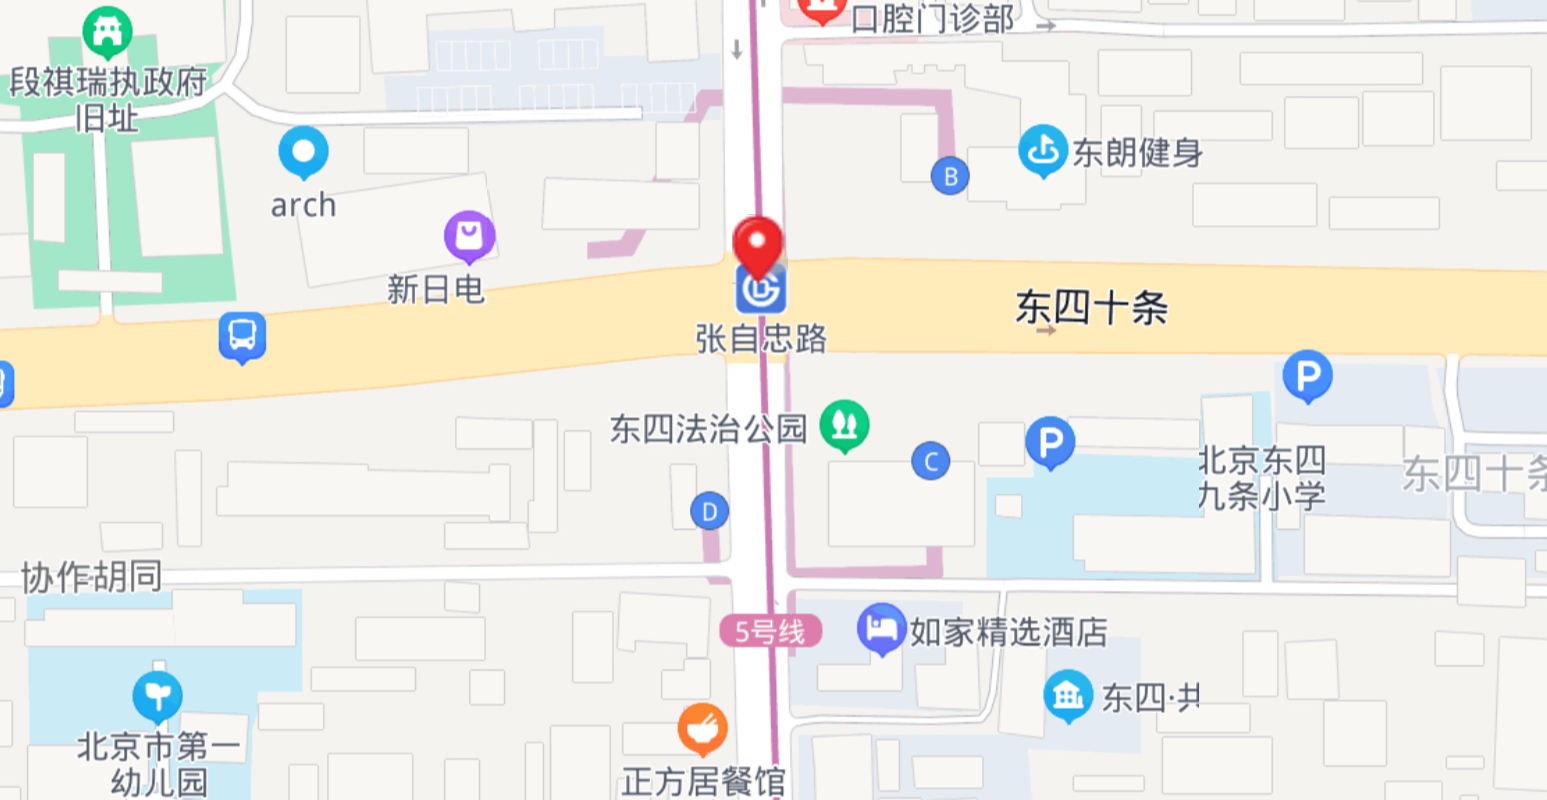 口腔门诊部
段祺瑞执政府
旧址
东朗健身
B
arch
新日电
东四十条
张自忠路
P
东四法治公园
P
C
北京东四
九条小学
东四十条
D
协作胡同
5号线
如家精选酒店
东四·共
北京市第一
幼儿园
正方居餐馆